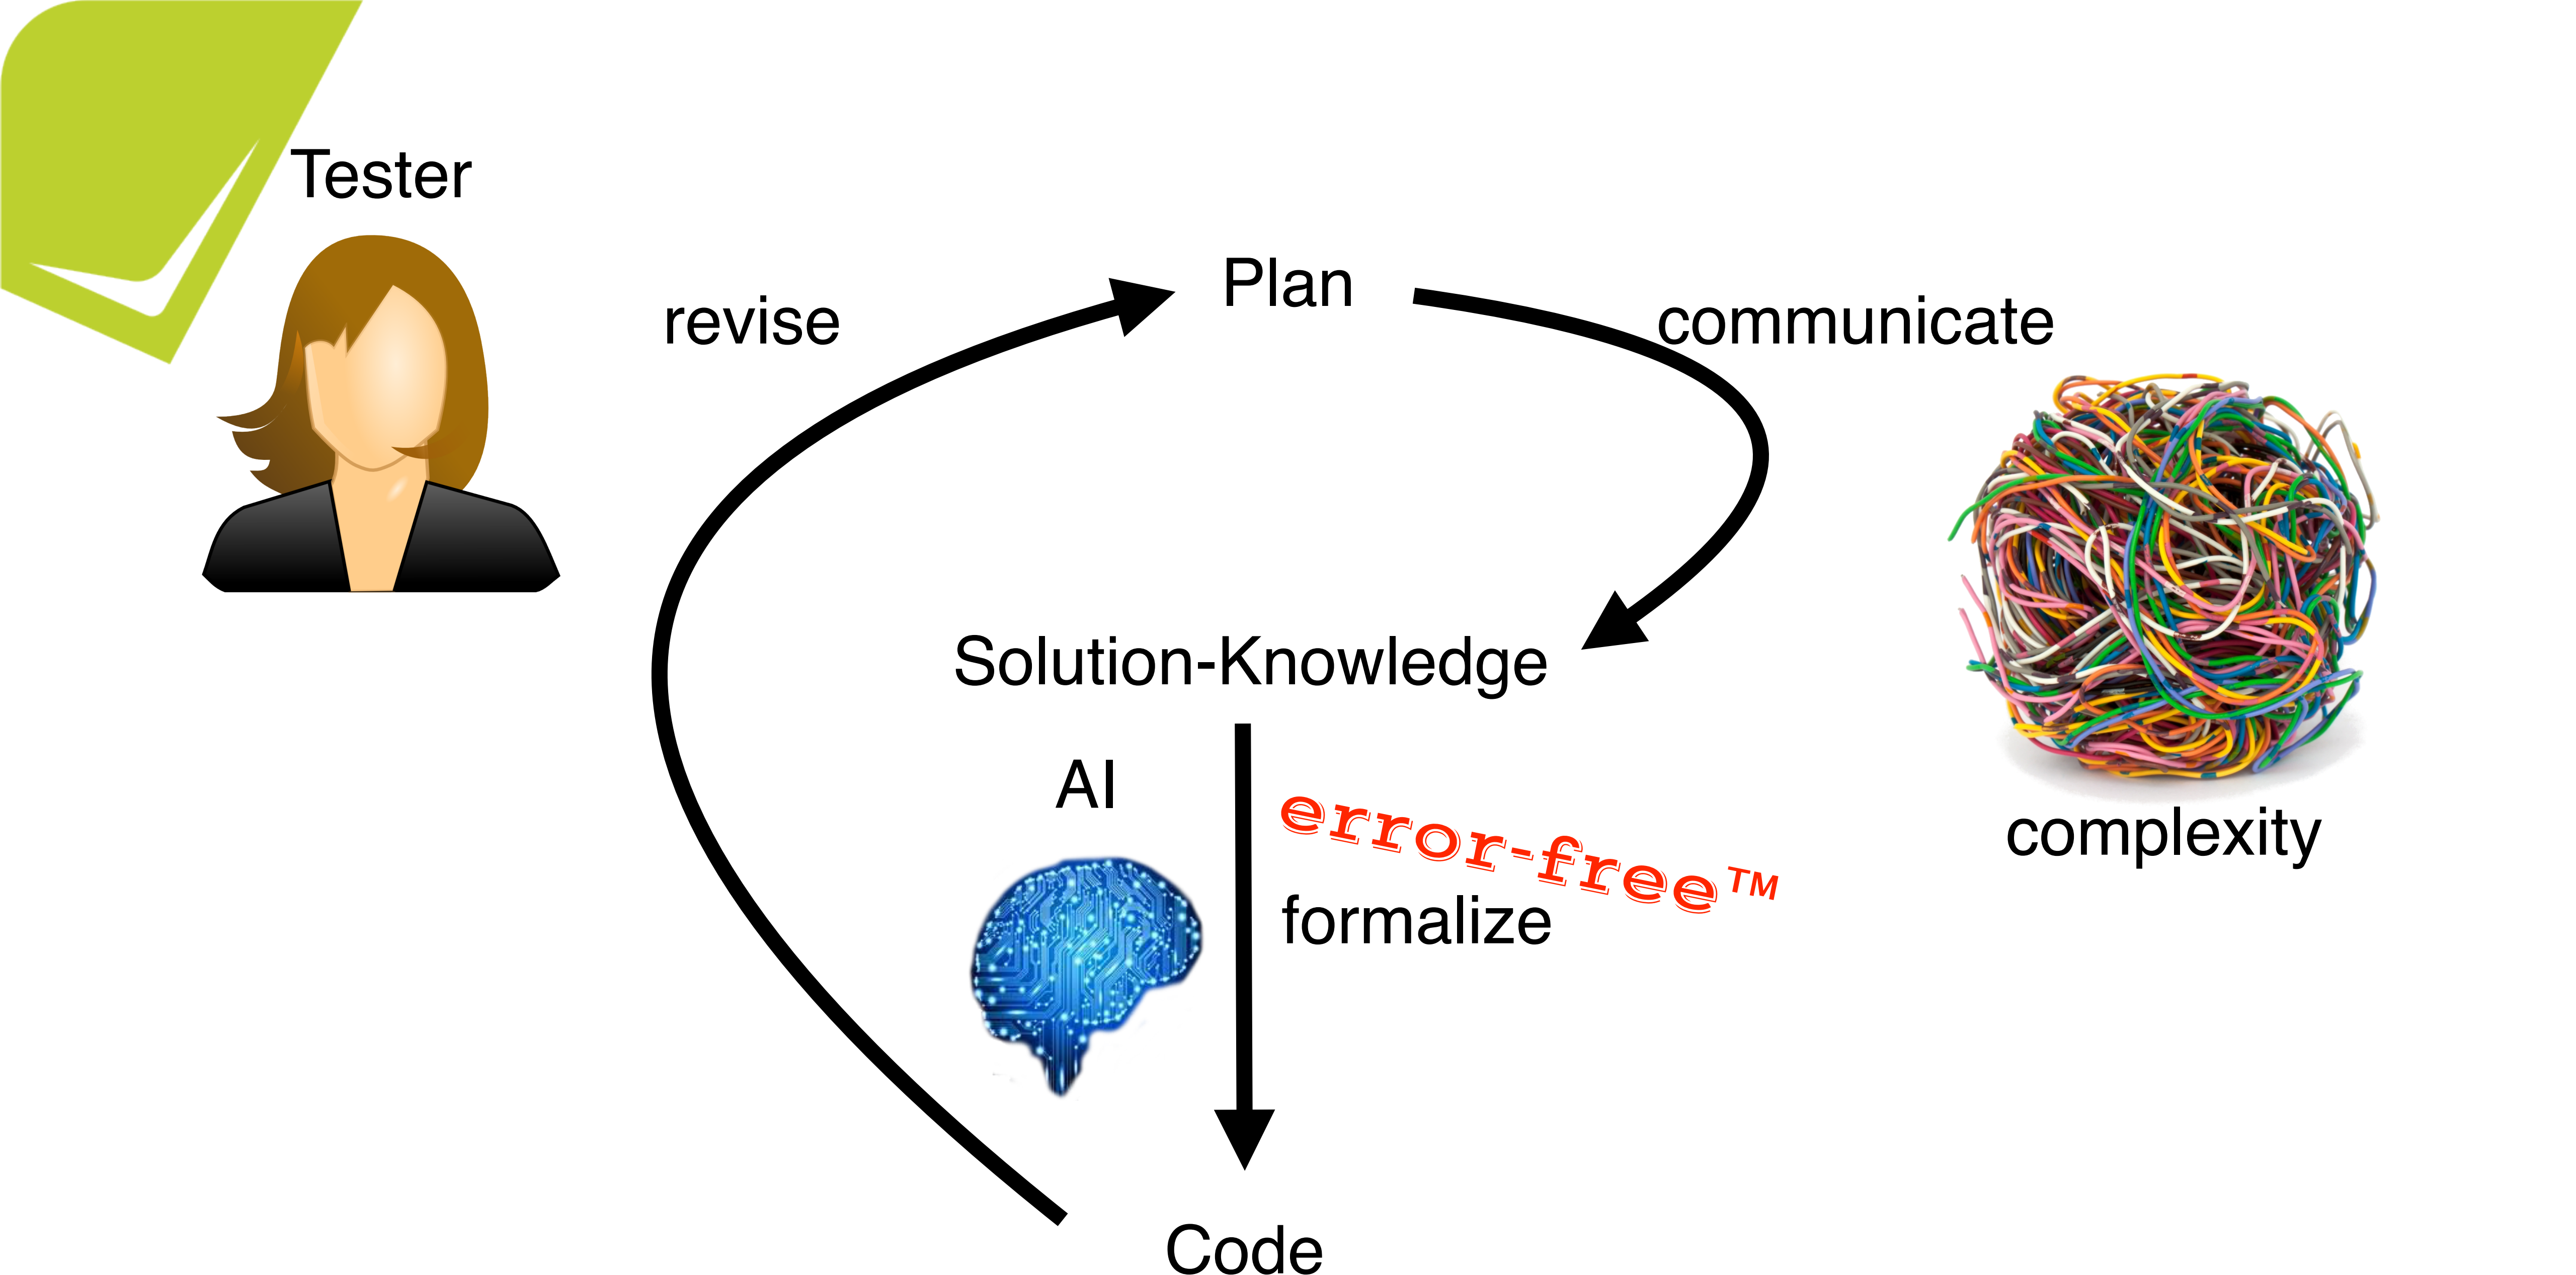 Tester
revise
Plan
communicate
Solution-Knowledge
AI
error-free™
formalize
complexity
Code